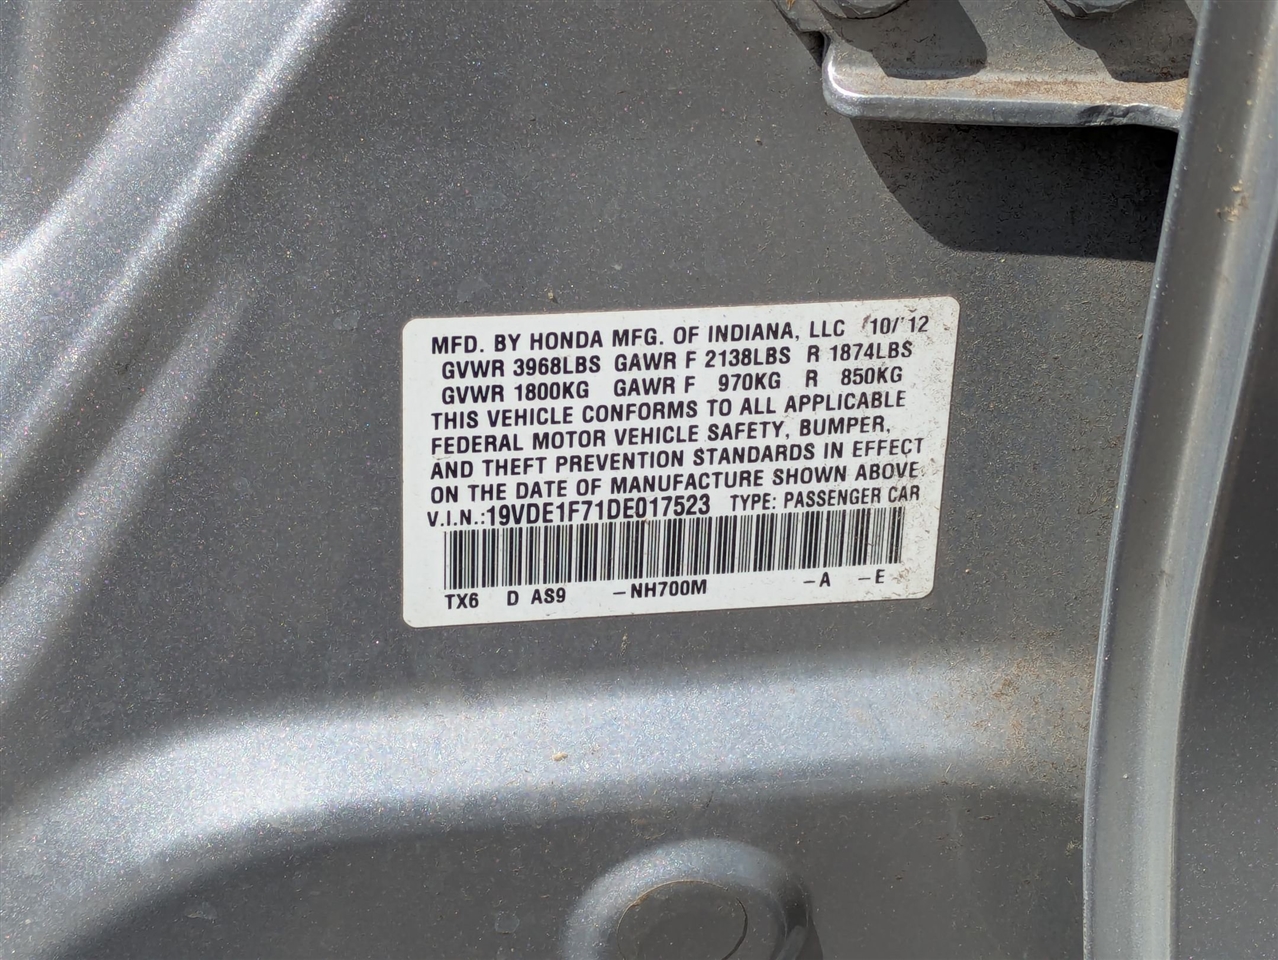 MFD. BY HONDA MFG. OF INDIANA, LLC 10/'12
GVWR 3968LBS GAWR F 2138LBS R 1874LBS
GVWR 1800KG GAWR F 970KG R 850KG
THIS VEHICLE CONFORMS TO ALL APPLICABLE
FEDERAL MOTOR VEHICLE SAFETY, BUMPER,
AND THEFT PREVENTION STANDARDS IN EFFECT
ON THE DATE OF MANUFACTURE SHOWN ABOVE.
V.I.N.:19VDE1F71DE017523 TYPE: PASSENGER CAR
TX6 D AS9 -NH700M -A -E